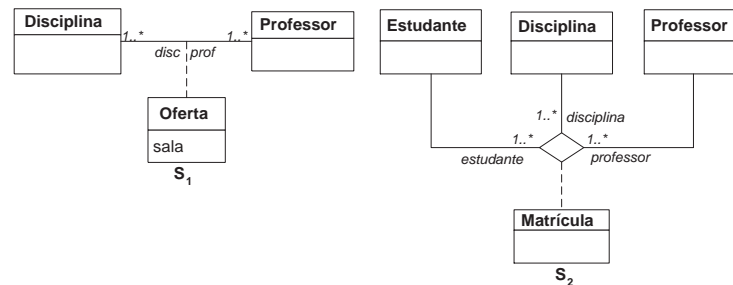 Disciplina
Professor
1..*
disc
prof
1..*
Oferta
sala
S1
Estudante
Disciplina
Professor
1..*
disciplina
1..*
1..*
estudante
professor
Matrícula
S2